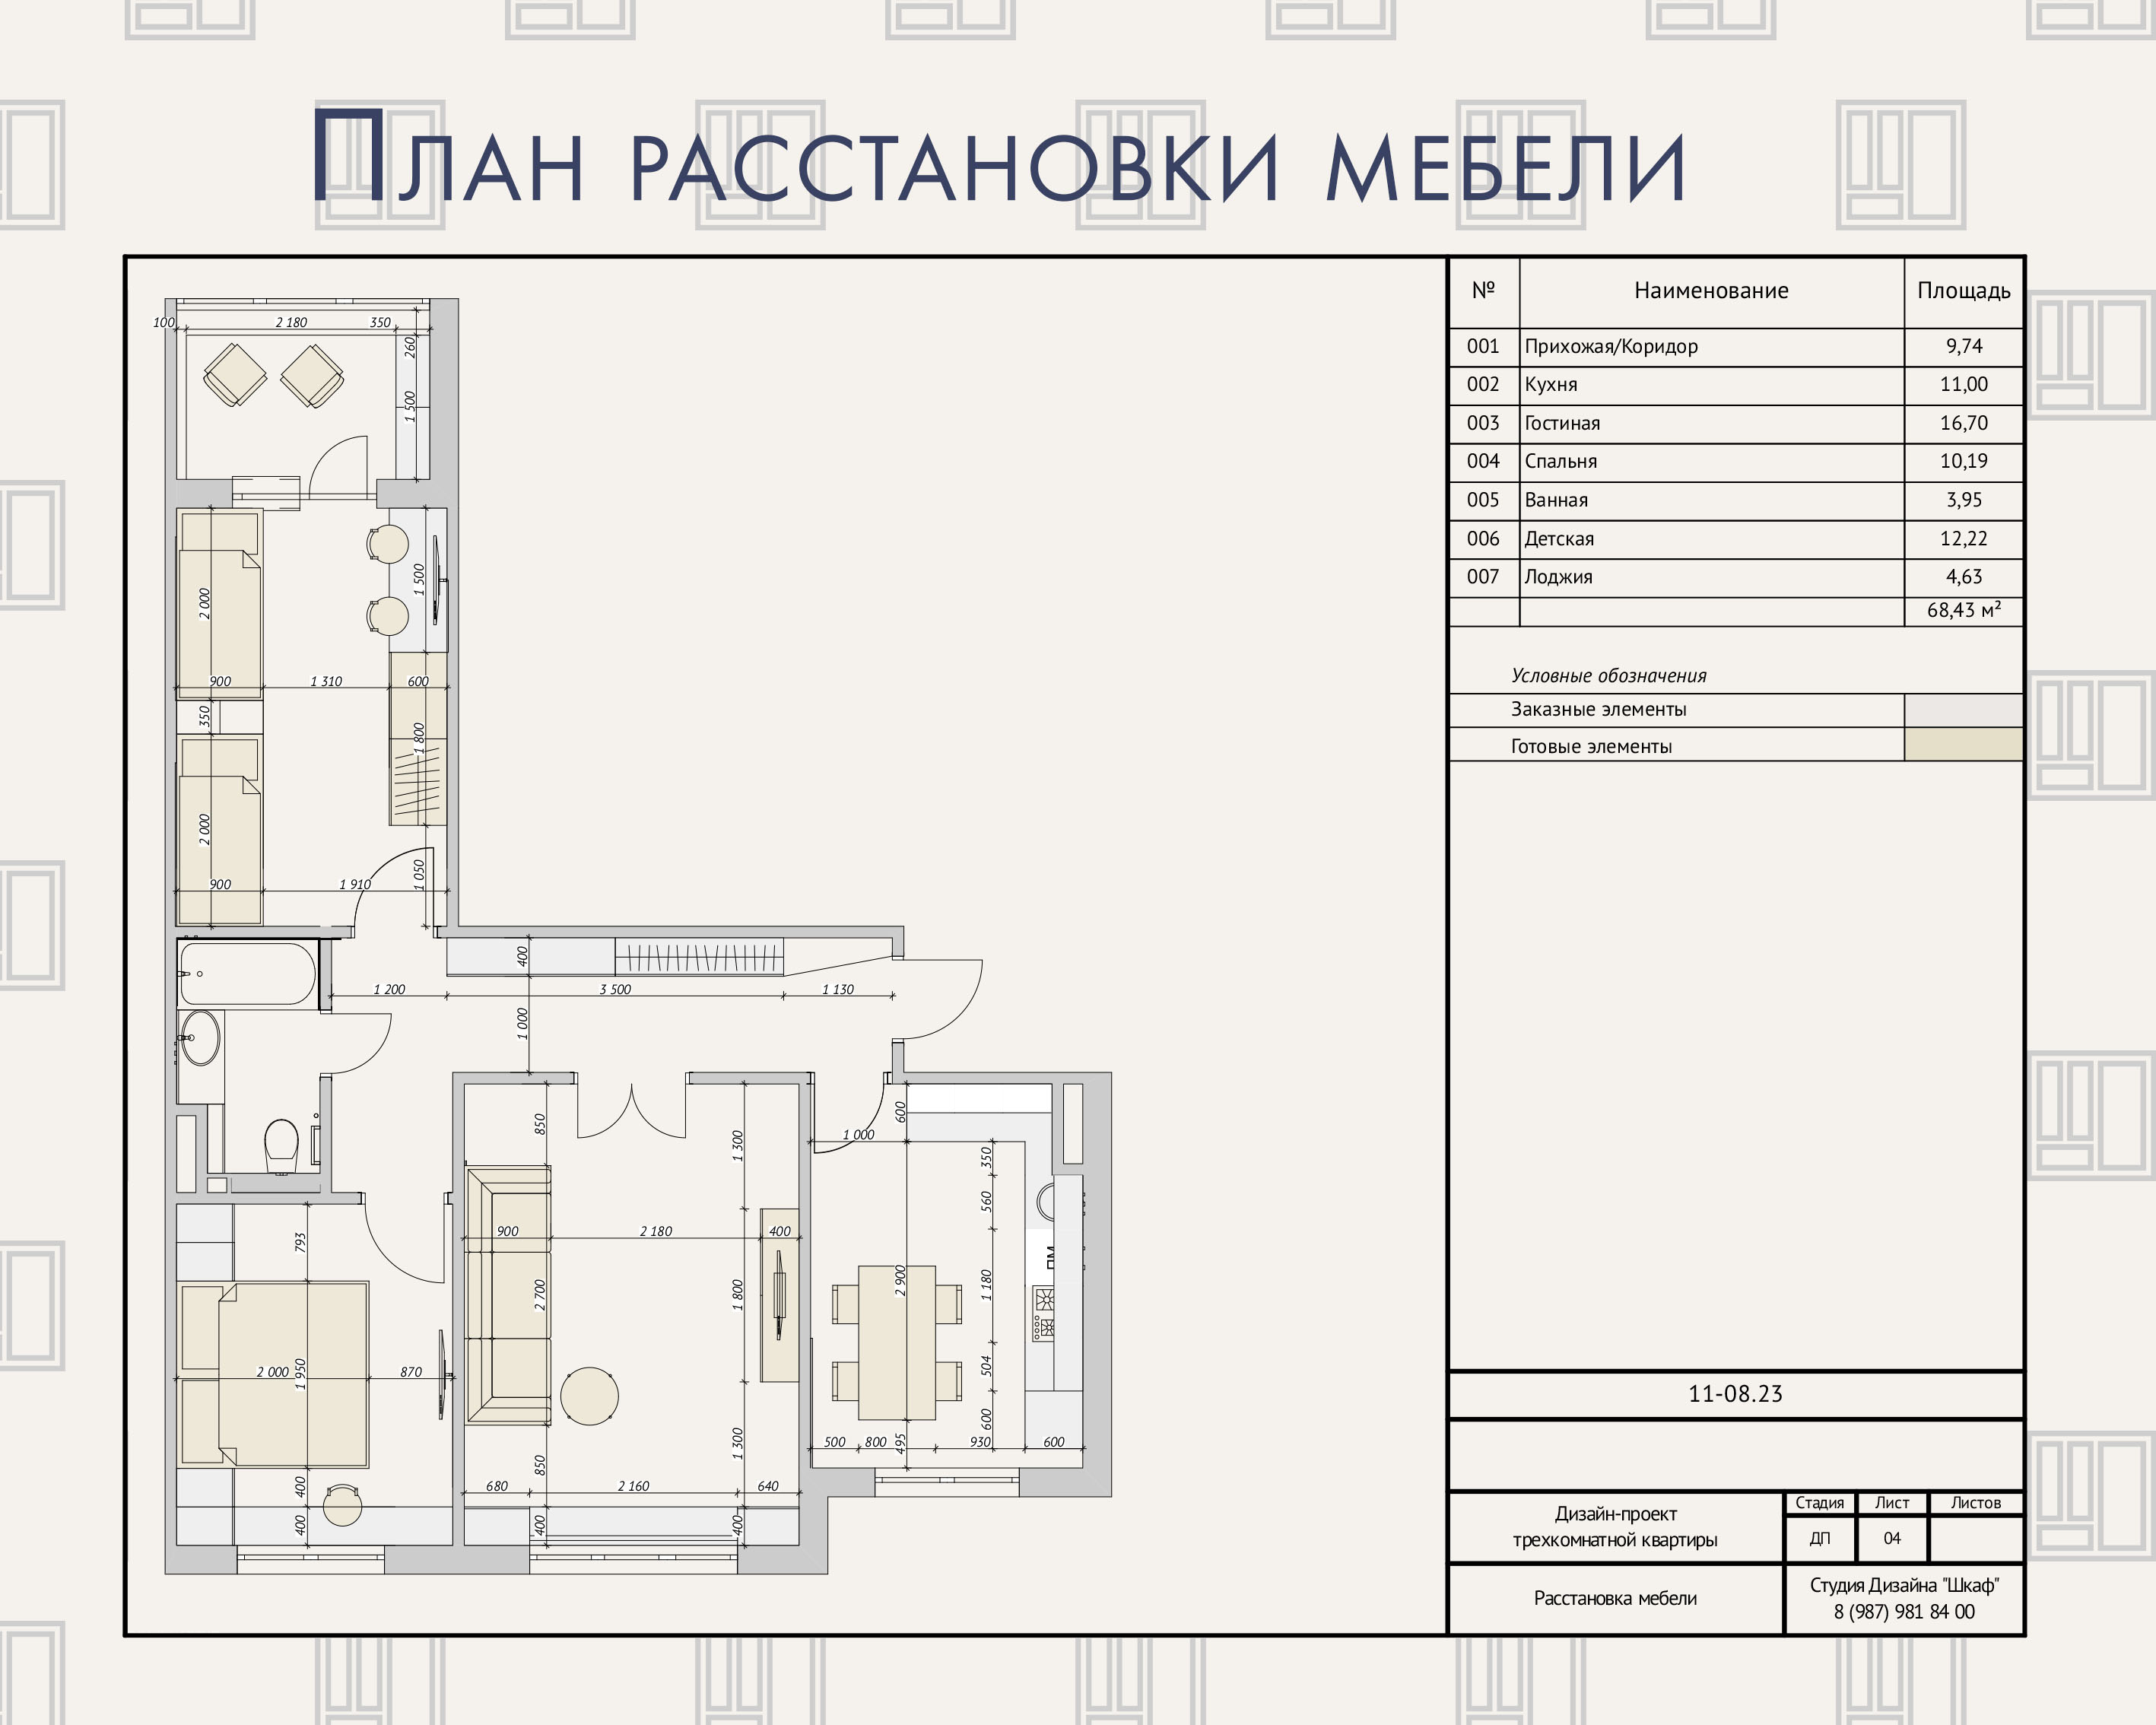 План расстановки мебели
№ Наименование Площадь
001 Прихожая/Коридор 9,74
002 Кухня 11,00
003 Гостиная 16,70
004 Спальня 10,19
005 Ванная 3,95
006 Детская 12,22
007 Лоджия 4,63
68,43 м²
Условные обозначения
Заказные элементы
Готовые элементы
11-08.23
Дизайн-проект
трехкомнатной квартиры
Стадия Лист Листов
ДП 04
Расстановка мебели
Студия Дизайна "Шкаф"
8 (987) 981 84 00
100 2 180 350
260
1 500
2 000
1 500
900 1 310 600
350
1 800
2 000
1 050
900 1 910
400
1 200 3 500 1 130
1 000
850
1 300
600
1 000
350
560
793
900 2 180 400
ПМ
2 700
1 800
2 900
1 180
2 000 1 950 870
504
600
500 800 495 930 600
850
1 300
400
680 2 160 640
400
400
400